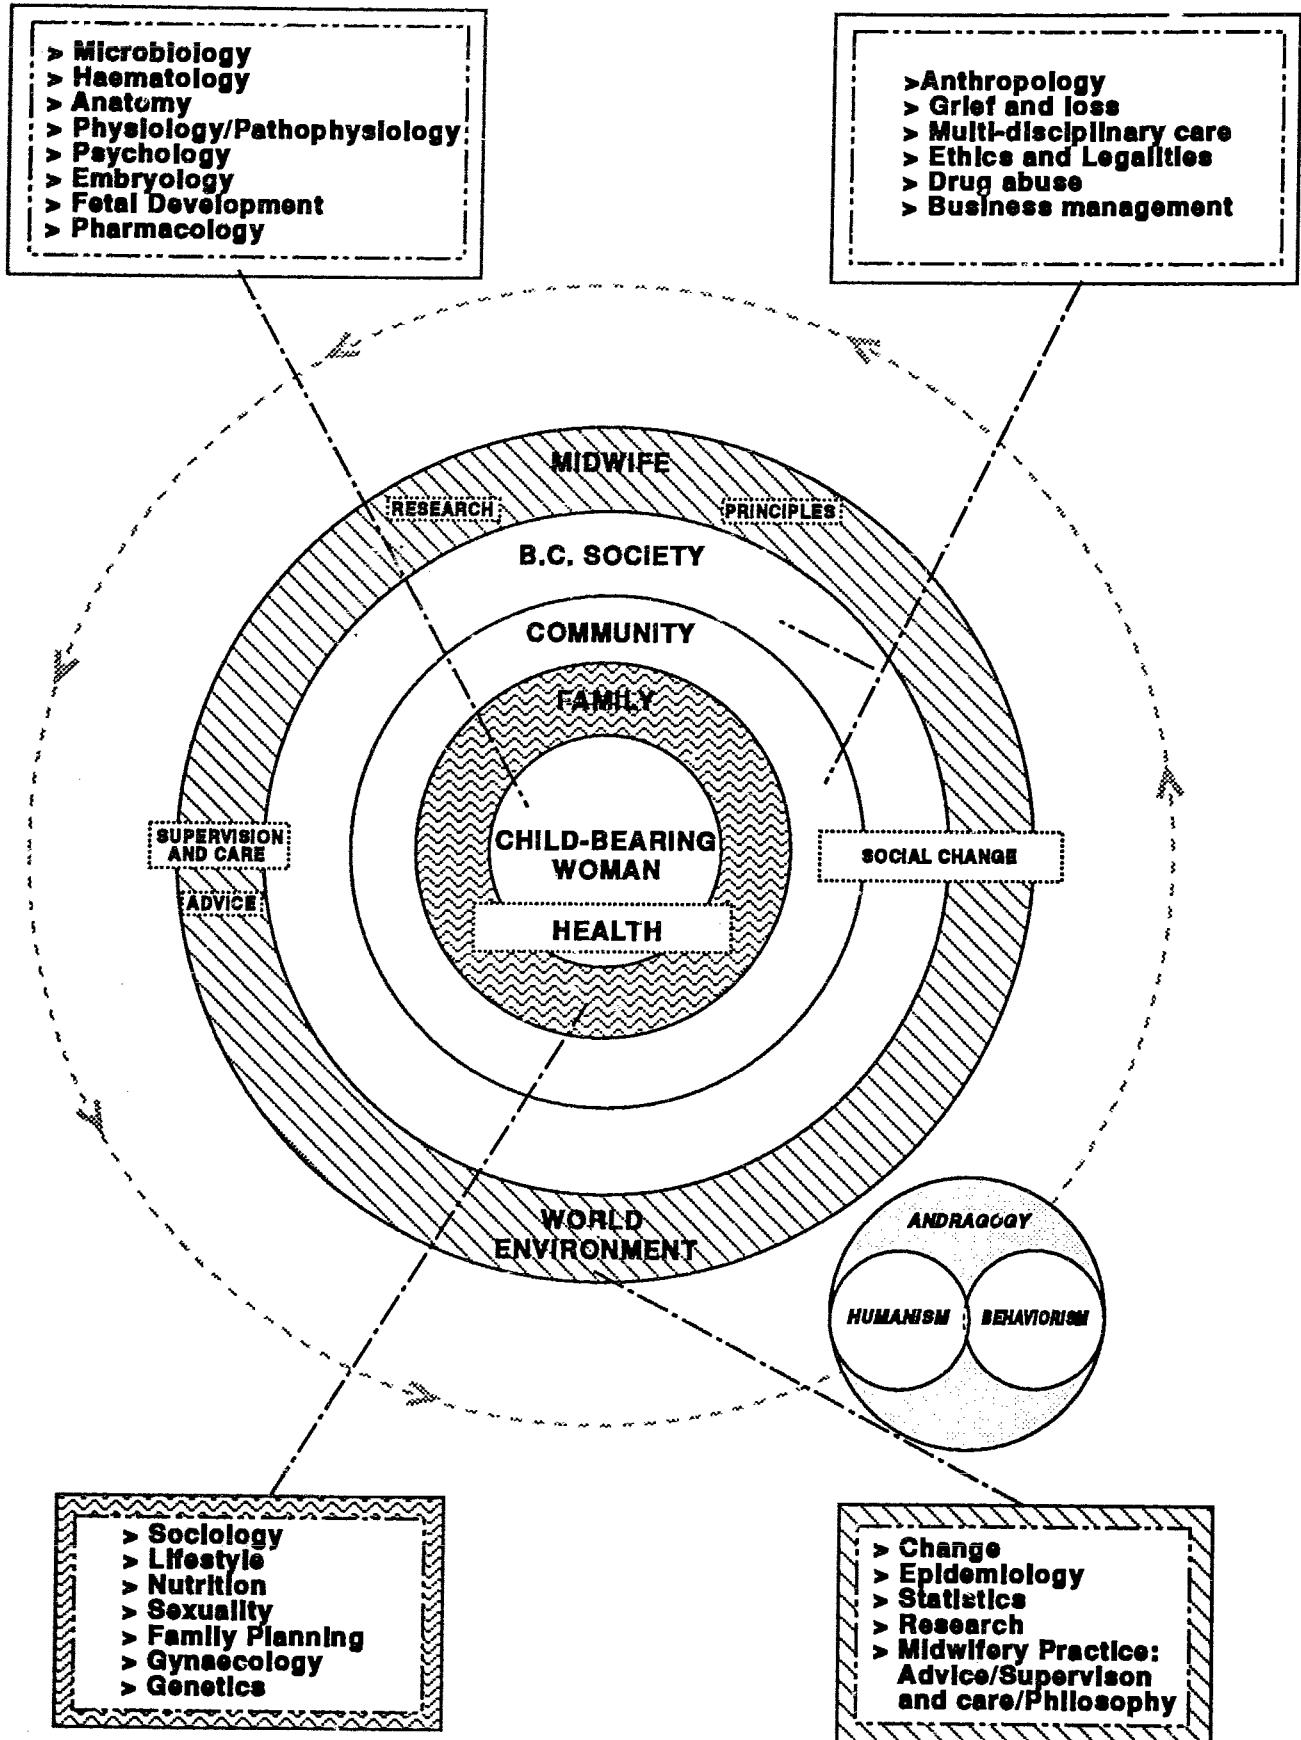 > Microbiology
> Haematology
> Anatomy
> Physiology/Pathophysiology
> Psychology
> Embryology
> Fetal Development
> Pharmacology
>Anthropology
> Grief and loss
> Multi-disciplinary care
> Ethics and Legalities
> Drug abuse
> Business management
MIDWIFE
RESEARCH
PRINCIPLES
B.C. SOCIETY
COMMUNITY
FAMILY
SUPERVISION
AND CARE
ADVICE
CHILD-BEARING
WOMAN
HEALTH
SOCIAL CHANGE
WORLD
ENVIRONMENT
ANDRAGOGY
HUMANISM
BEHAVIORISM
> Sociology
> Lifestyle
> Nutrition
> Sexuality
> Family Planning
> Gynaecology
> Genetics
> Change
> Epidemiology
> Statistics
> Research
> Midwifery Practice:
Advice/Supervison
and care/Philosophy